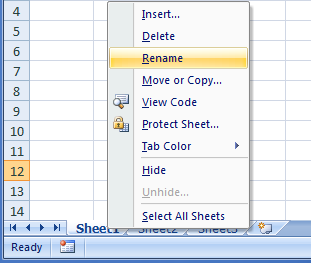 4
Insert...
5
Delete
6
Rename
7
Move or Copy...
8
View Code
9
10
Protect Sheet...
11
Tab Color
12
Hide
13
Unhide...
14
Select All Sheets
Sheet1 Sheet2 Sheet3
Ready